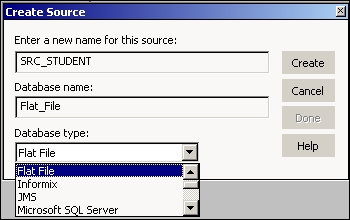 Create Source
Enter a new name for this source:
SRC_STUDENT
Create
Database name:
Cancel
Flat_File
Done
Database type:
Help
Flat File
Flat File
Informix
JMS
Microsoft SQL Server